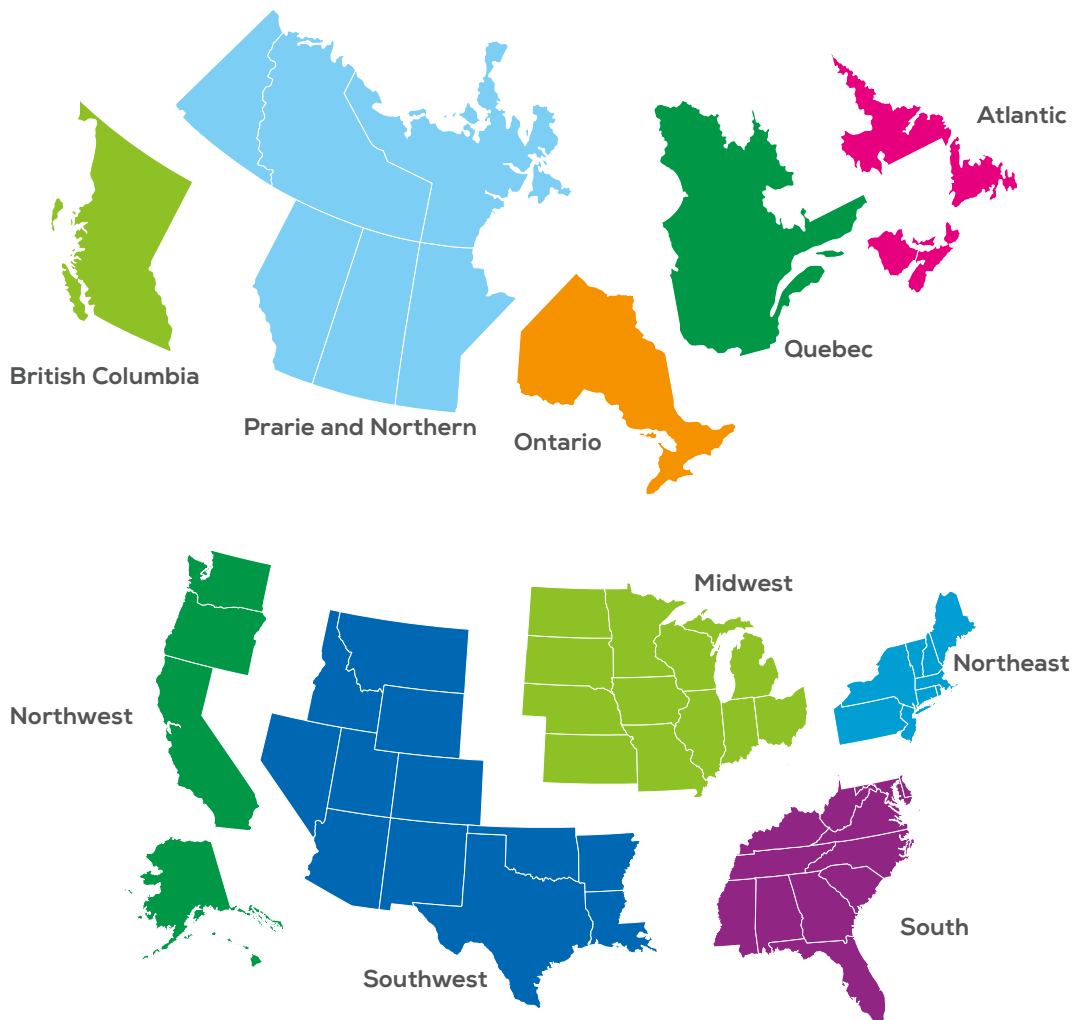 Atlantic
Quebec
British Columbia
Prarie and Northern
Ontario
Midwest
Northeast
Northwest
South
Southwest